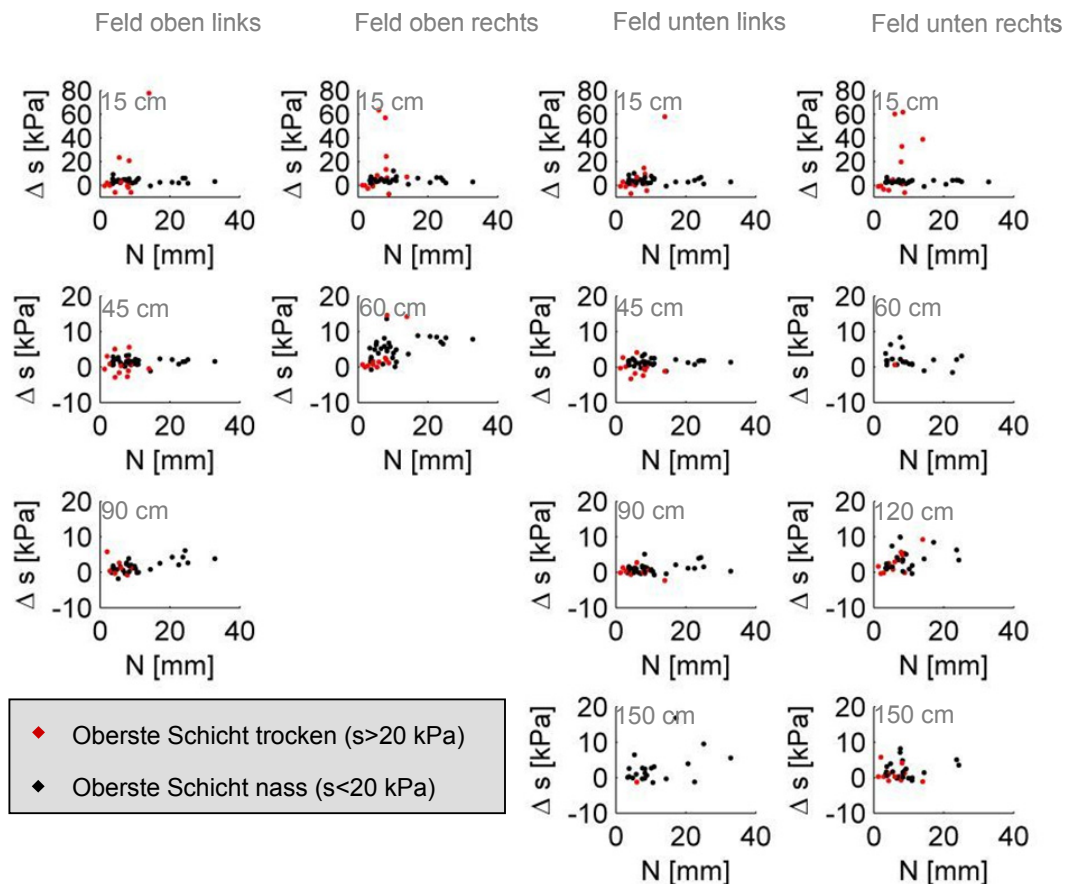 Feld oben links Feld oben rechts Feld unten links Feld unten rechts
80 80 80 80
15 cm 15 cm 15 cm 15 cm
60 60 60 60
40 40 40 40
20 20 20 20
0 0 0 0
Δ s [kPa] Δ s [kPa] Δ s [kPa] Δ s [kPa]
0 20 40 0 20 40 0 20 40 0 20 40
N [mm] N [mm] N [mm] N [mm]
20 20 20 20
45 cm 60 cm 45 cm 60 cm
10 10 10 10
0 0 0 0
-10 -10 -10 -10
Δ s [kPa] Δ s [kPa] Δ s [kPa] Δ s [kPa]
0 20 40 0 20 40 0 20 40 0 20 40
N [mm] N [mm] N [mm] N [mm]
20 20 20
90 cm 90 cm 120 cm
10 10 10
0 0 0
-10 -10 -10
Δ s [kPa] Δ s [kPa] Δ s [kPa]
0 20 40 0 20 40 0 20 40
N [mm] N [mm] N [mm]
Oberste Schicht trocken (s>20 kPa)
Oberste Schicht nass (s<20 kPa)
20 20
150 cm 150 cm
10 10
0 0
-10 -10
Δ s [kPa] Δ s [kPa]
0 20 40 0 20 40
N [mm] N [mm]